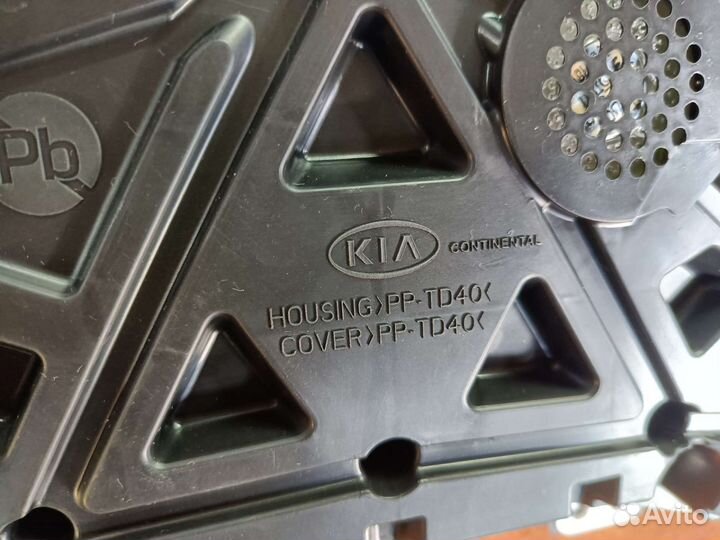 Pb
KIA CONTINENTAL
HOUSING>PP-TD40<
COVER>PP-TD40<
Avito